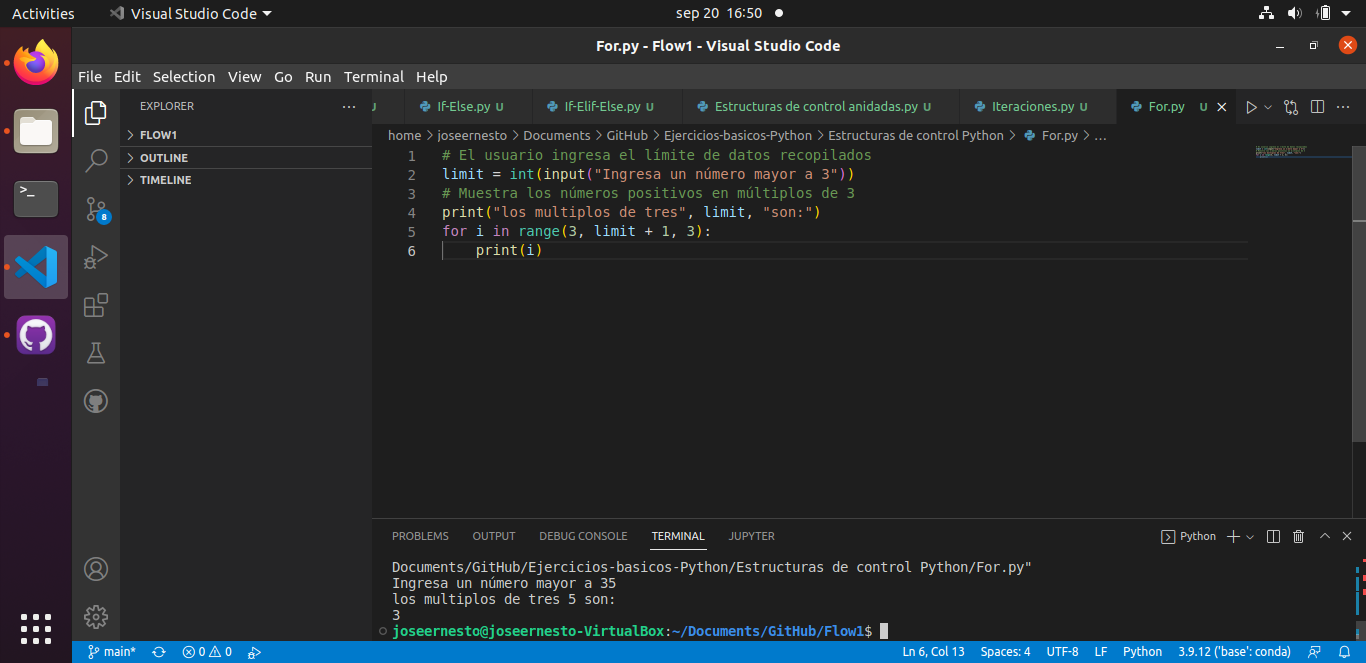 Activities Visual Studio Code sep 20 16:50
For.py - Flow1 - Visual Studio Code
File Edit Selection View Go Run Terminal Help
EXPLORER ... U If-Else.py U If-Elif-Else.py U Estructuras de control anidadas.py U Iteraciones.py U For.py U
home > joseernesto > Documents > GitHub > Ejercicios-basicos-Python > Estructuras de control Python > For.py > ...
FLOW1
OUTLINE
TIMELINE
8
1 # El usuario ingresa el límite de datos recopilados
2 limit = int(input("Ingresa un número mayor a 3"))
3 # Muestra los números positivos en múltiplos de 3
4 print("los multiplos de tres", limit, "son:")
5 for i in range(3, limit + 1, 3):
6     print(i)
PROBLEMS OUTPUT DEBUG CONSOLE TERMINAL JUPYTER Python
Documents/GitHub/Ejercicios-basicos-Python/Estructuras de control Python/For.py"
Ingresa un número mayor a 35
los multiplos de tres 5 son:
3
joseernesto@joseernesto-VirtualBox:~/Documents/GitHub/Flow1$
main* 0 0 Ln 6, Col 13 Spaces: 4 UTF-8 LF Python 3.9.12 ('base': conda)